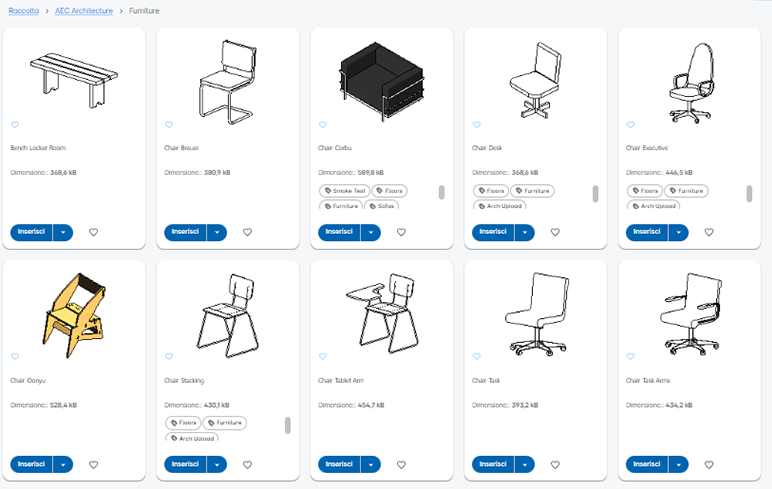 Raccolta > AEC Architecture > Furniture
Bench Locker Room
Dimensione:: 368,6 kB
Inserisci
Chair Breuer
Dimensione:: 380,9 kB
Inserisci
Chair Corbu
Dimensione:: 589,8 kB
Smoke Test
Floors
Furniture
Sofas
Inserisci
Chair Desk
Dimensione:: 368,6 kB
Floors
Furniture
Arch Upload
Inserisci
Chair Executive
Dimensione:: 446,5 kB
Floors
Furniture
Arch Upload
Inserisci
Chair Gonyu
Dimensione:: 528,4 kB
Inserisci
Chair Stacking
Dimensione:: 430,1 kB
Floors
Furniture
Arch Upload
Inserisci
Chair Tablet Arm
Dimensione:: 454,7 kB
Inserisci
Chair Task
Dimensione:: 393,2 kB
Inserisci
Chair Task Arms
Dimensione:: 434,2 kB
Inserisci